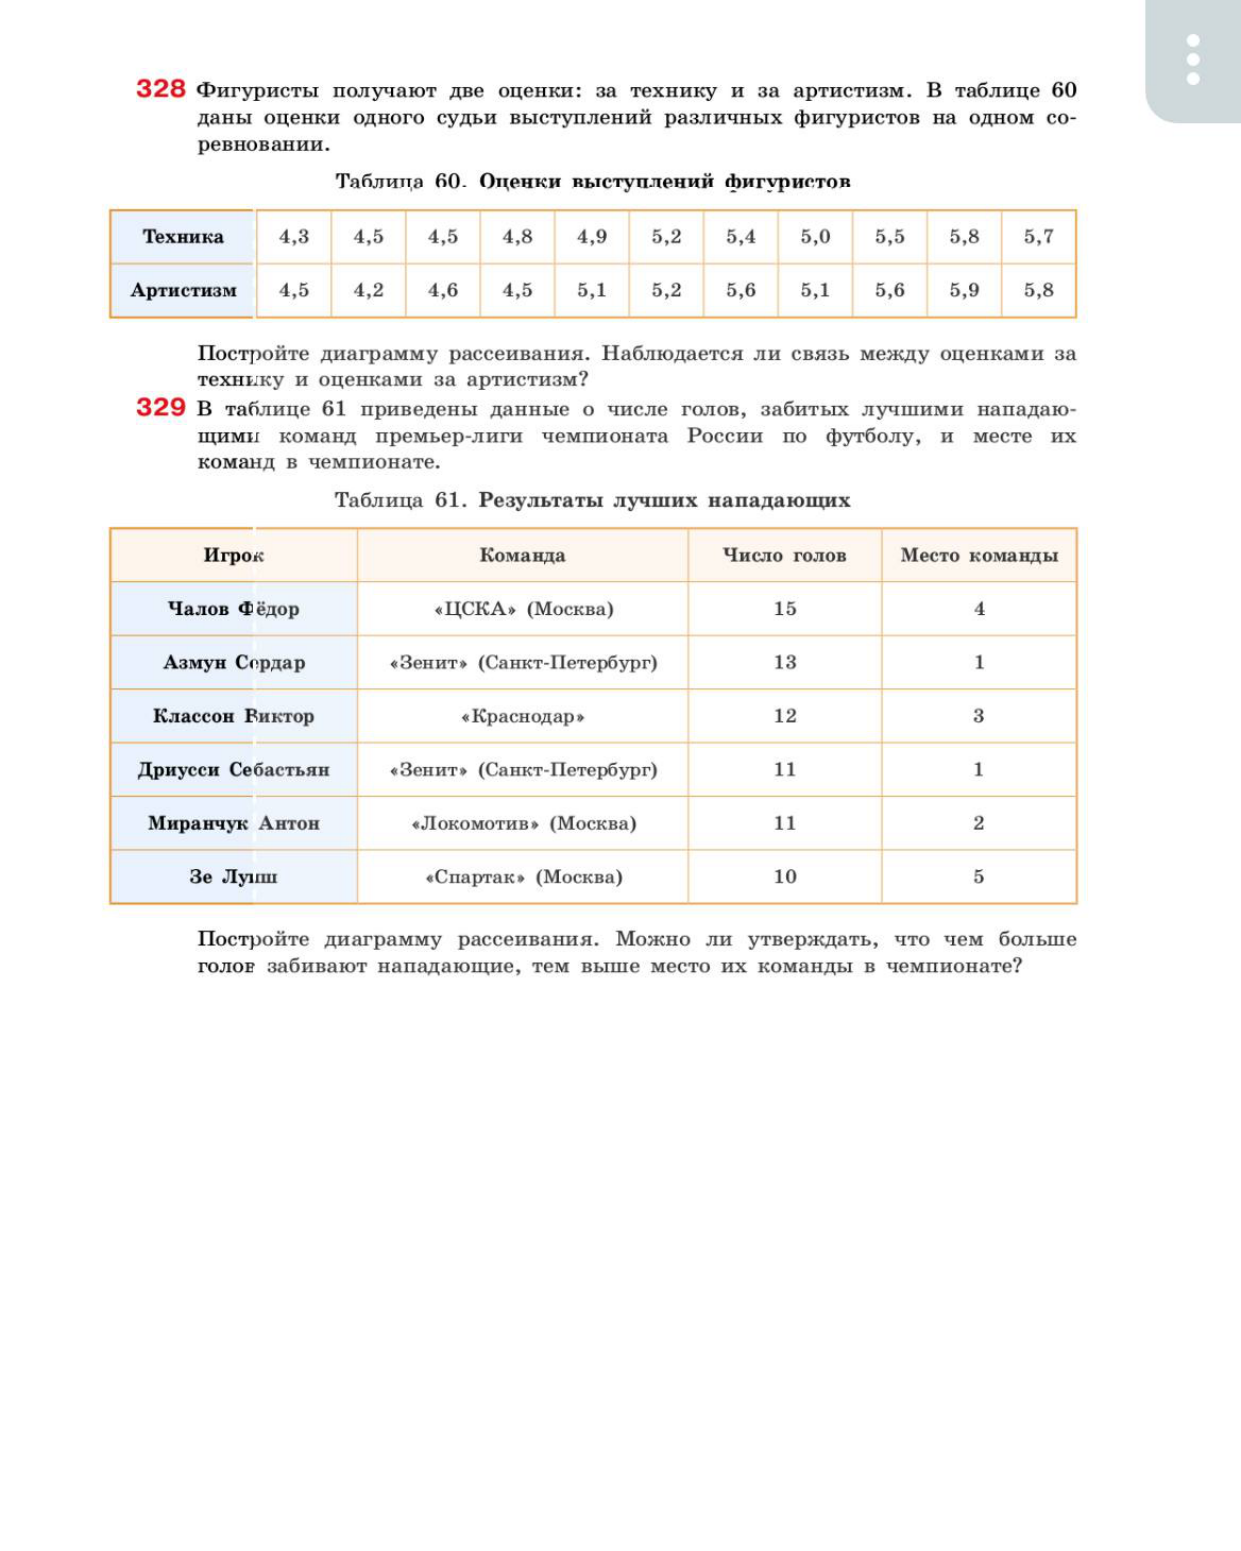 328 Фигуристы получают две оценки: за технику и за артистизм. В таблице 60
даны оценки одного судьи выступлений различных фигуристов на одном со-
ревновании.
Таблица 60. Оценки выступлений фигуристов
Техника 4,3 4,5 4,5 4,8 4,9 5,2 5,4 5,0 5,5 5,8 5,7
Артистизм 4,5 4,2 4,6 4,5 5,1 5,2 5,6 5,1 5,6 5,9 5,8
Постройте диаграмму рассеивания. Наблюдается ли связь между оценками за
технику и оценками за артистизм?
329 В таблице 61 приведены данные о числе голов, забитых лучшими нападаю-
щими команд премьер-лиги чемпионата России по футболу, и месте их
команд в чемпионате.
Таблица 61. Результаты лучших нападающих
Игрок Команда Число голов Место команды
Чалов Фёдор «ЦСКА» (Москва) 15 4
Азмун Сердар «Зенит» (Санкт-Петербург) 13 1
Классон Виктор «Краснодар» 12 3
Дриусси Себастьян «Зенит» (Санкт-Петербург) 11 1
Миранчук Антон «Локомотив» (Москва) 11 2
Зе Луиш «Спартак» (Москва) 10 5
Постройте диаграмму рассеивания. Можно ли утверждать, что чем больше
голов забивают нападающие, тем выше место их команды в чемпионате?